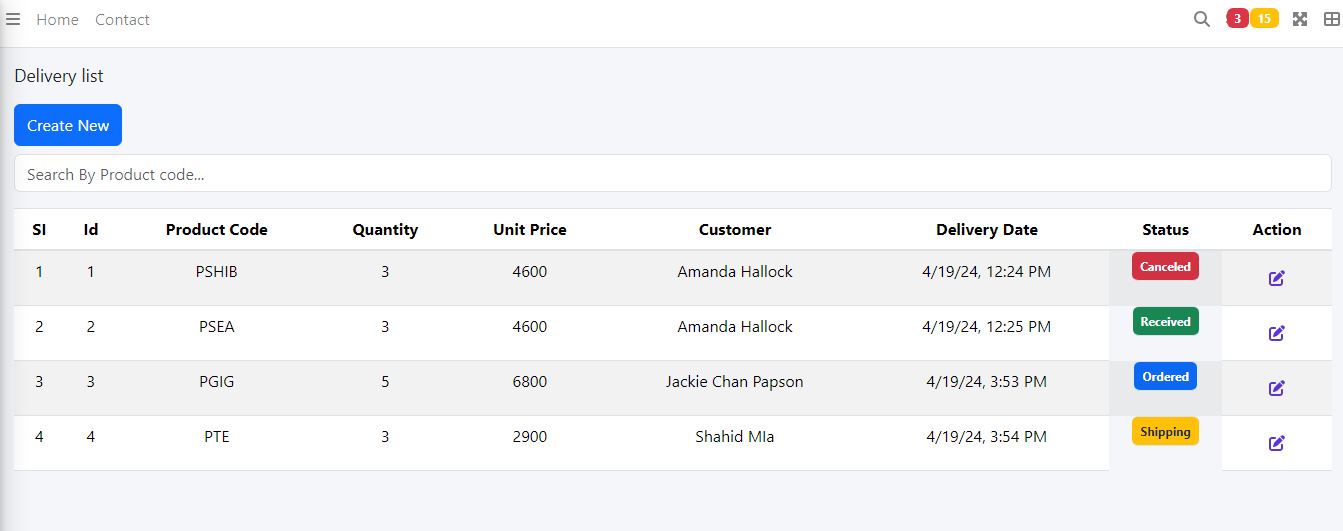 Home Contact 3 15
Delivery list
Create New
Search By Product code...
Sl Id Product Code Quantity Unit Price Customer Delivery Date Status Action
1 1 PSHIB 3 4600 Amanda Hallock 4/19/24, 12:24 PM Canceled
2 2 PSEA 3 4600 Amanda Hallock 4/19/24, 12:25 PM Received
3 3 PGIG 5 6800 Jackie Chan Papson 4/19/24, 3:53 PM Ordered
4 4 PTE 3 2900 Shahid MIa 4/19/24, 3:54 PM Shipping